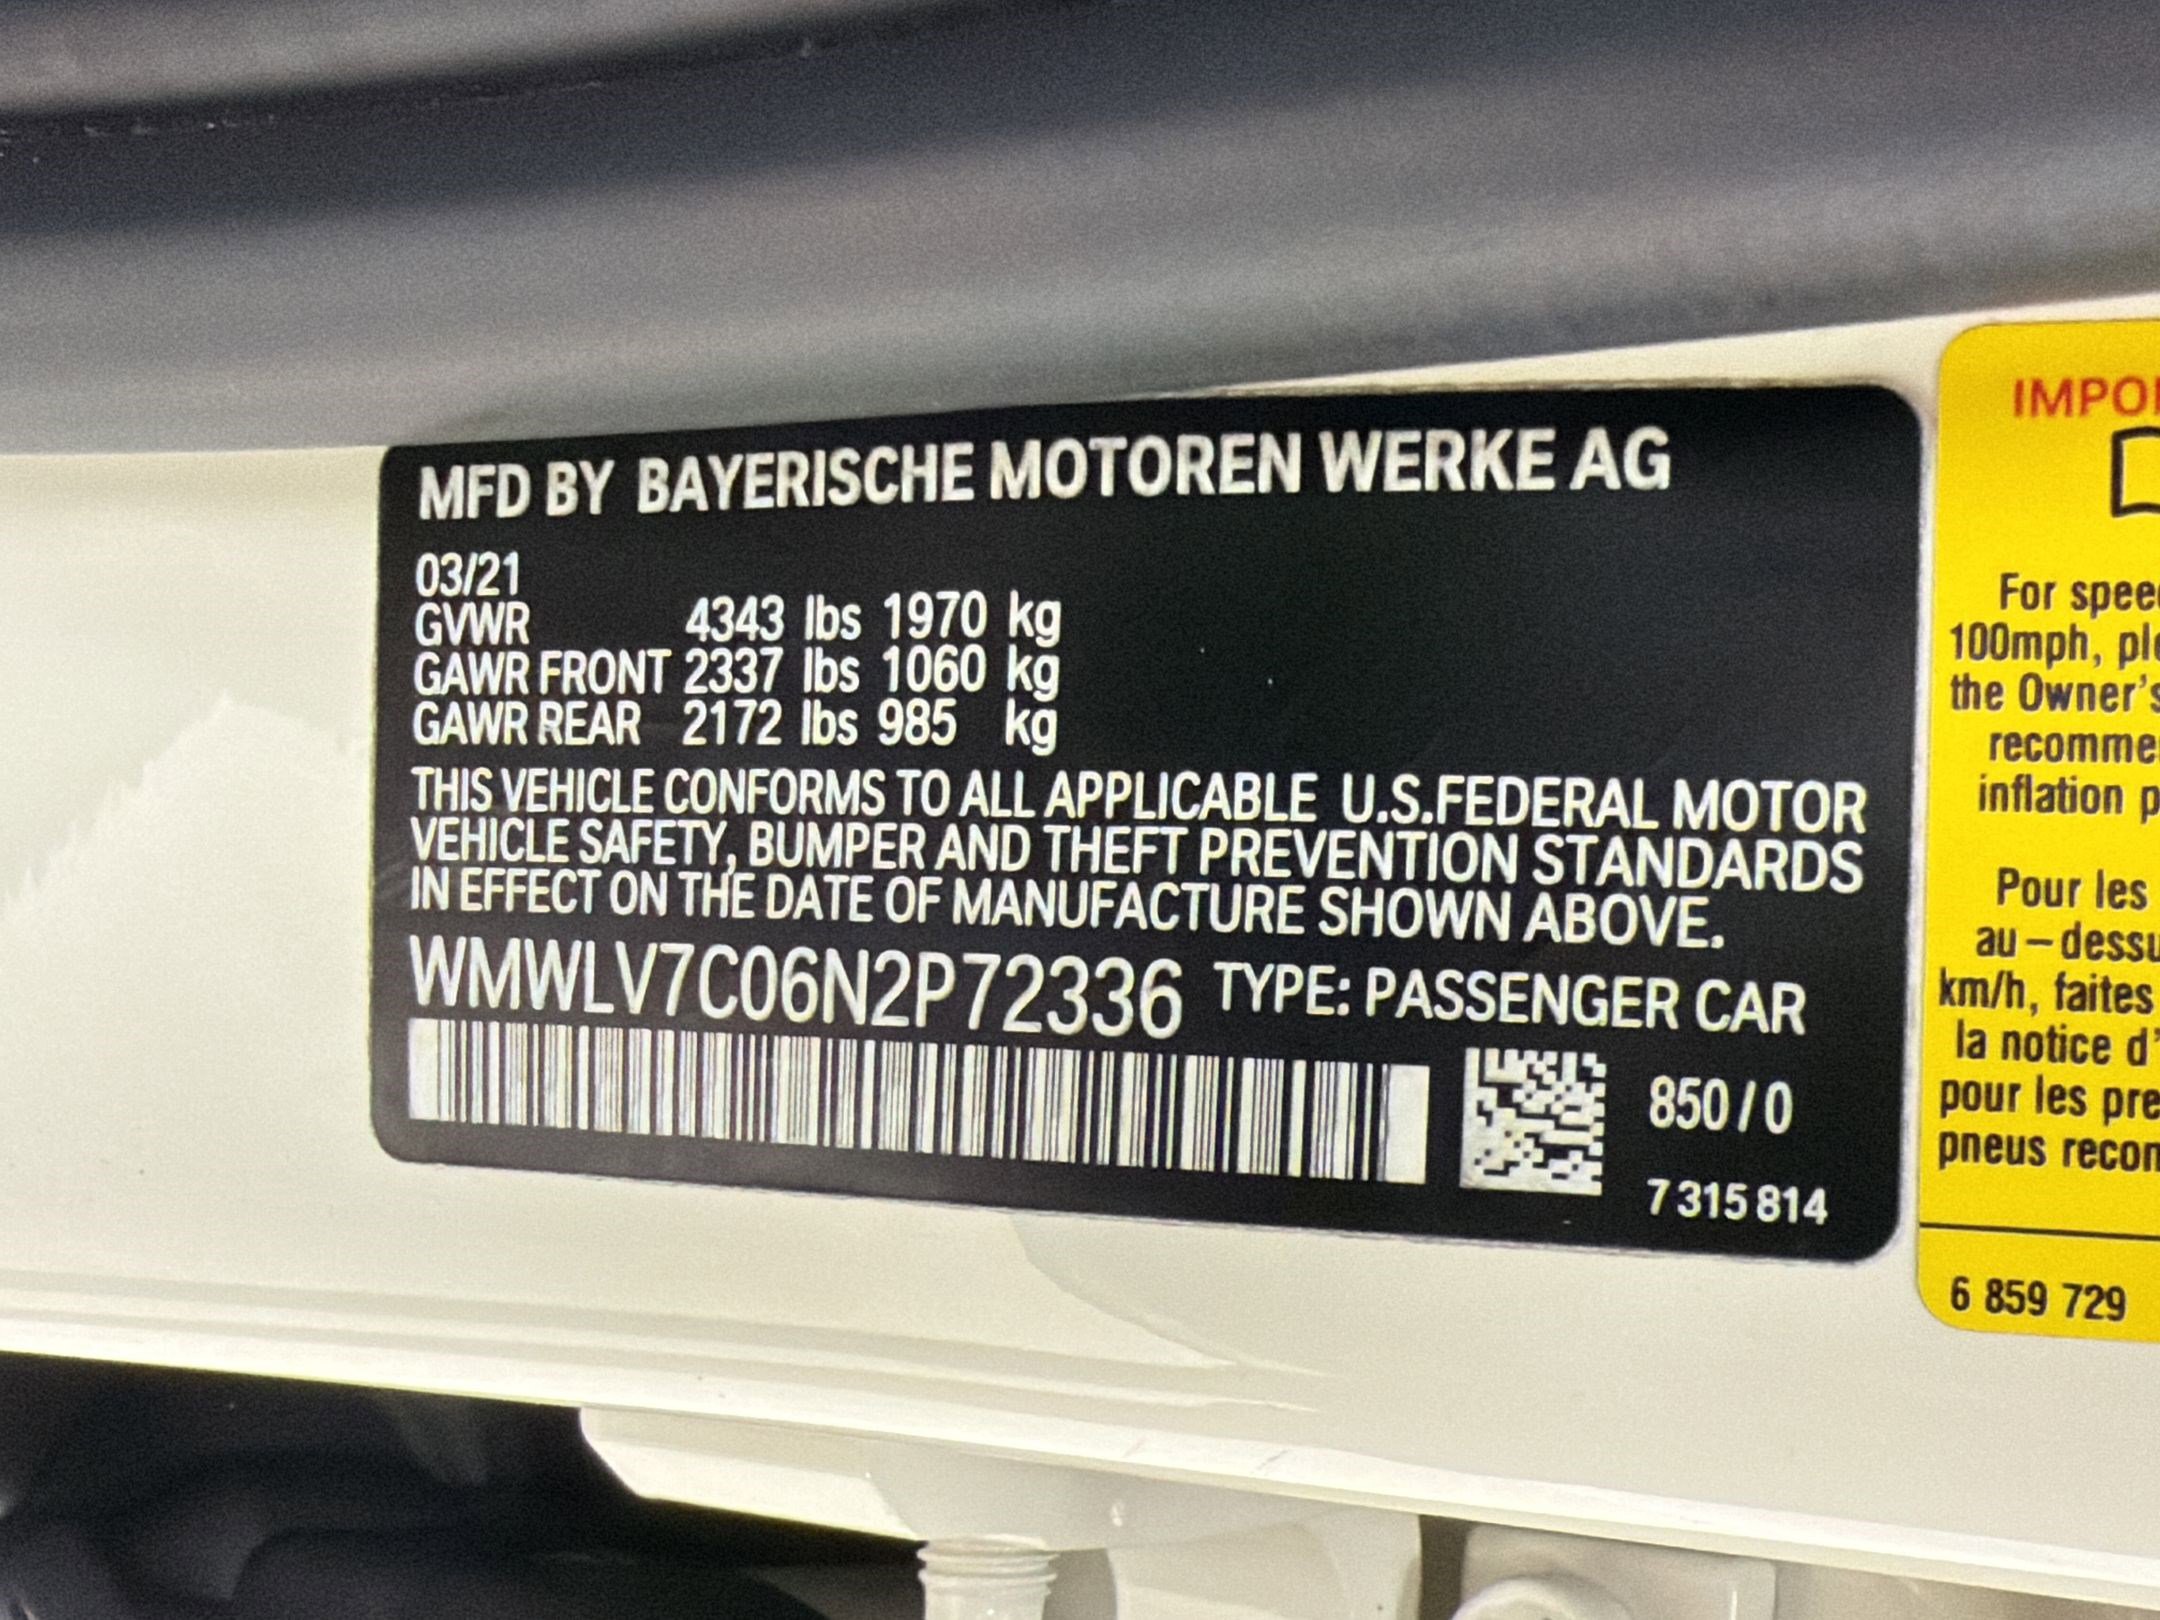 MFD BY BAYERISCHE MOTOREN WERKE AG
03/21
GVWR 4343 lbs 1970 kg
GAWR FRONT 2337 lbs 1060 kg
GAWR REAR 2172 lbs 985 kg
THIS VEHICLE CONFORMS TO ALL APPLICABLE U.S.FEDERAL MOTOR
VEHICLE SAFETY, BUMPER AND THEFT PREVENTION STANDARDS
IN EFFECT ON THE DATE OF MANUFACTURE SHOWN ABOVE.
WMWLV7C06N2P72336 TYPE: PASSENGER CAR
850/0
7 315 814
For
100mph,
the Owner's
inflation
Pour les
au-
km/h, faites
la notice d'
pour les
pneus
6 859 729